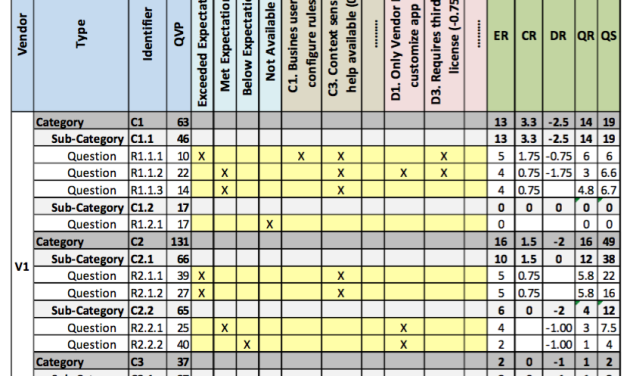 Vendor Type Identifier QVP Exceeded Met Below Not Available C1. Busines user configure rules C3. Context help available ......... D1. Only Vendor customize app D3. Requires third license (-0.75 ......... ER CR DR QR QS
Category C1 63 13 3.3 -2.5 14 19
Sub-Category C1.1 46 13 3.3 -2.5 14 19
Question R1.1.1 10 X X X X 5 1.75 -0.75 6 6
Question R1.1.2 22 X X X X 4 0.75 -1.75 3 6.6
Question R1.1.3 14 X X 4 0.75 4.8 6.7
Sub-Category C1.2 17 0 0 0 0 0
Question R1.2.1 17 X 0 0 0
Category C2 131 16 1.5 -2 16 49
V1 Sub-Category C2.1 66 10 1.5 0 12 38
Question R2.1.1 39 X X 5 0.75 5.8 22
Question R2.1.2 27 X X 5 0.75 5.8 16
Sub-Category C2.2 65 6 0 -2 4 12
Question R2.2.1 25 X X 4 -1.00 3 7.5
Question R2.2.2 40 X X 2 -1.00 1 4
Category C3 37 2 0 -1 1 2